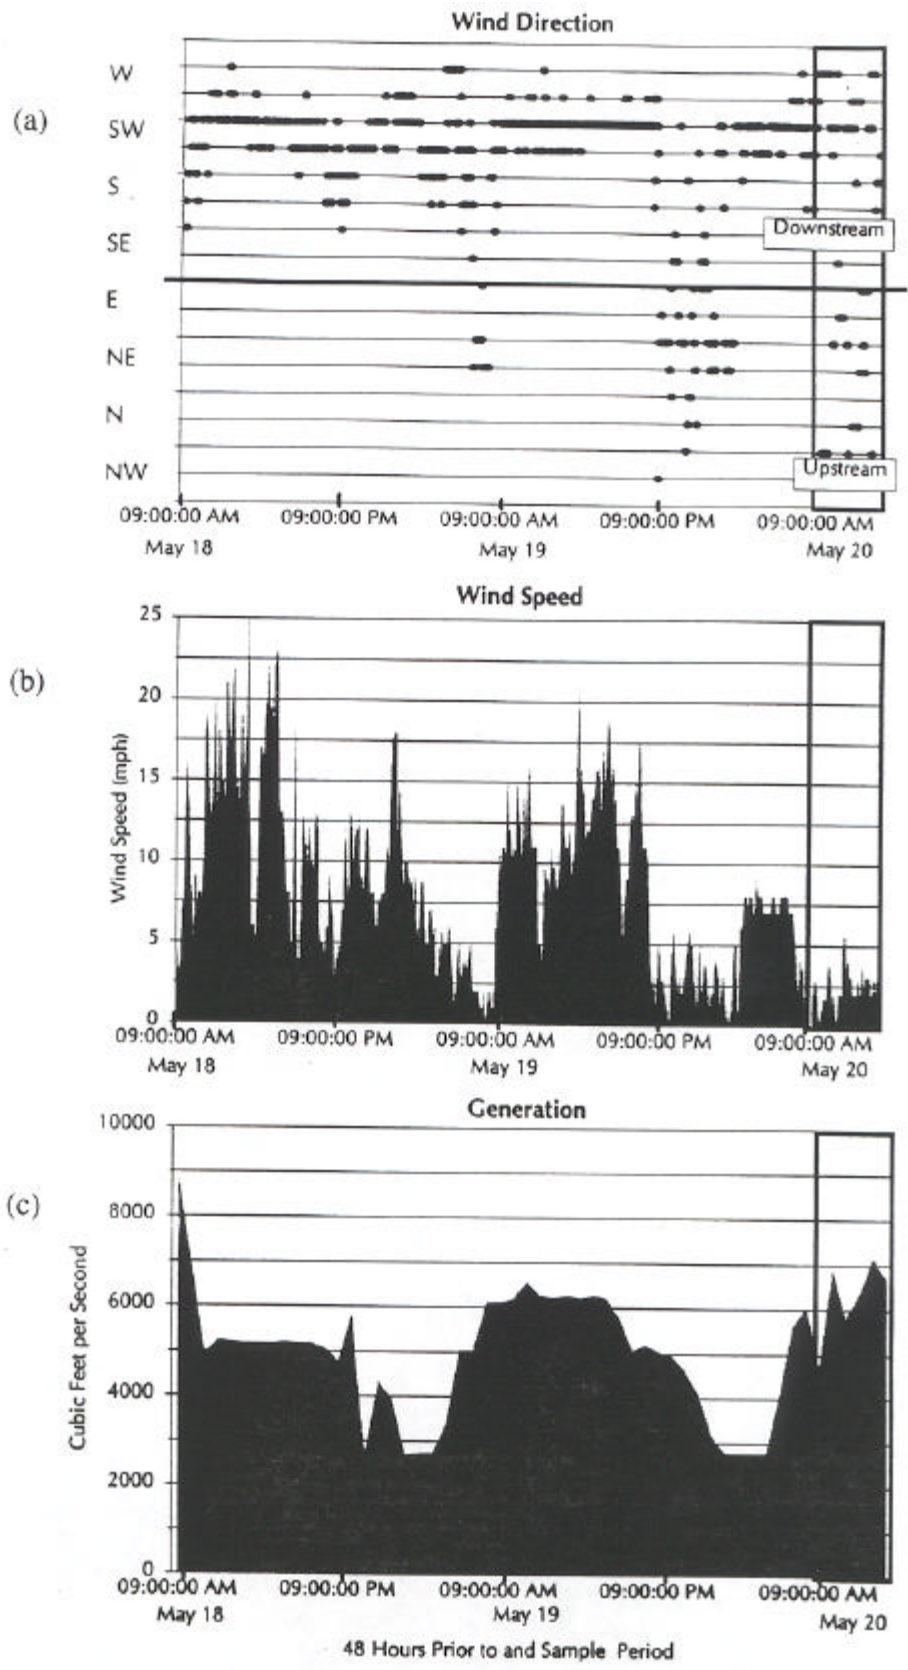 Wind Direction
(a)
W
SW
S
SE
E
NE
N
NW
Downstream
Upstream
09:00:00 AM 09:00:00 PM 09:00:00 AM 09:00:00 PM 09:00:00 AM
May 18 May 19 May 20
Wind Speed
(b)
Wind Speed (mph)
25
20
15
10
5
0
09:00:00 AM 09:00:00 PM 09:00:00 AM 09:00:00 PM 09:00:00 AM
May 18 May 19 May 20
Generation
(c)
Cubic Feet per Second
10000
8000
6000
4000
2000
0
09:00:00 AM 09:00:00 PM 09:00:00 AM 09:00:00 PM 09:00:00 AM
May 18 May 19 May 20
48 Hours Prior to and Sample Period